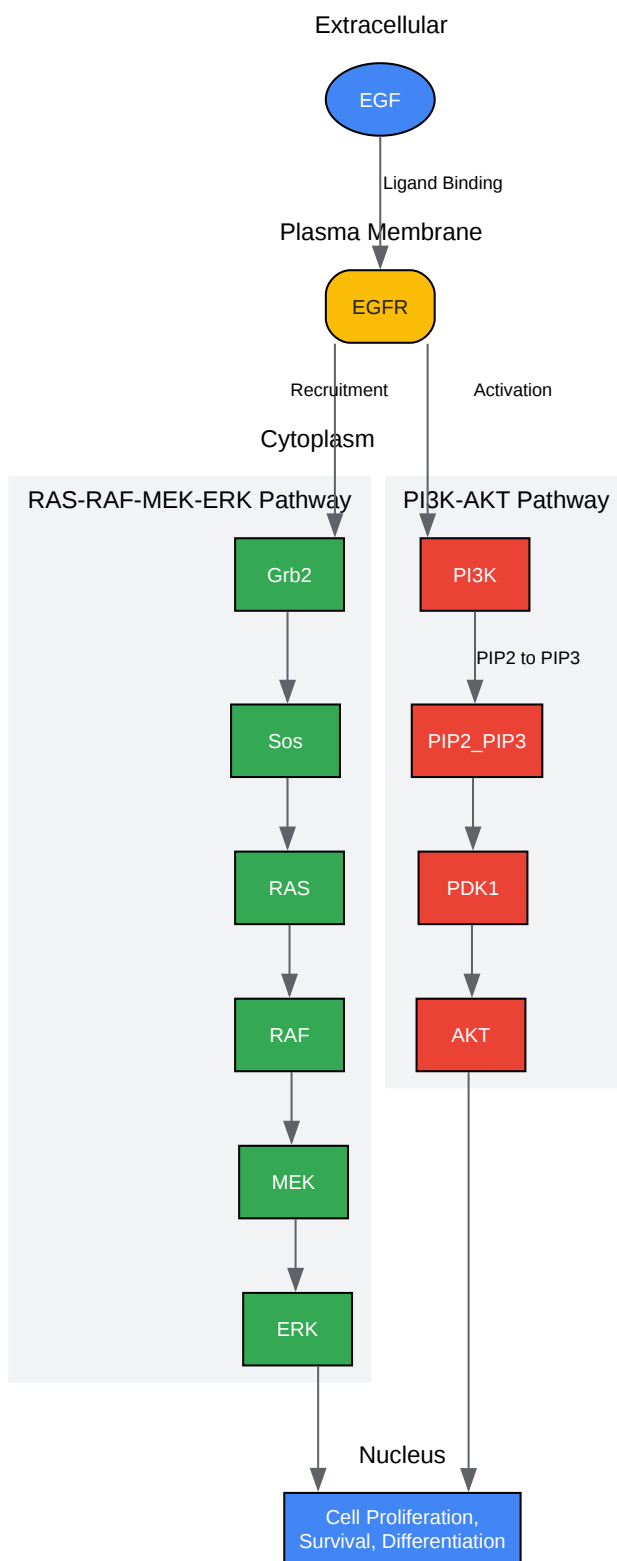 Extracellular
EGF
Ligand Binding
Plasma Membrane
EGFR
Recruitment
Activation
Cytoplasm
RAS-RAF-MEK-ERK Pathway
PI3K-AKT Pathway
Grb2
PI3K
PIP2 to PIP3
Sos
PIP2_PIP3
RAS
PDK1
RAF
AKT
MEK
ERK
Nucleus
Cell Proliferation,
Survival, Differentiation